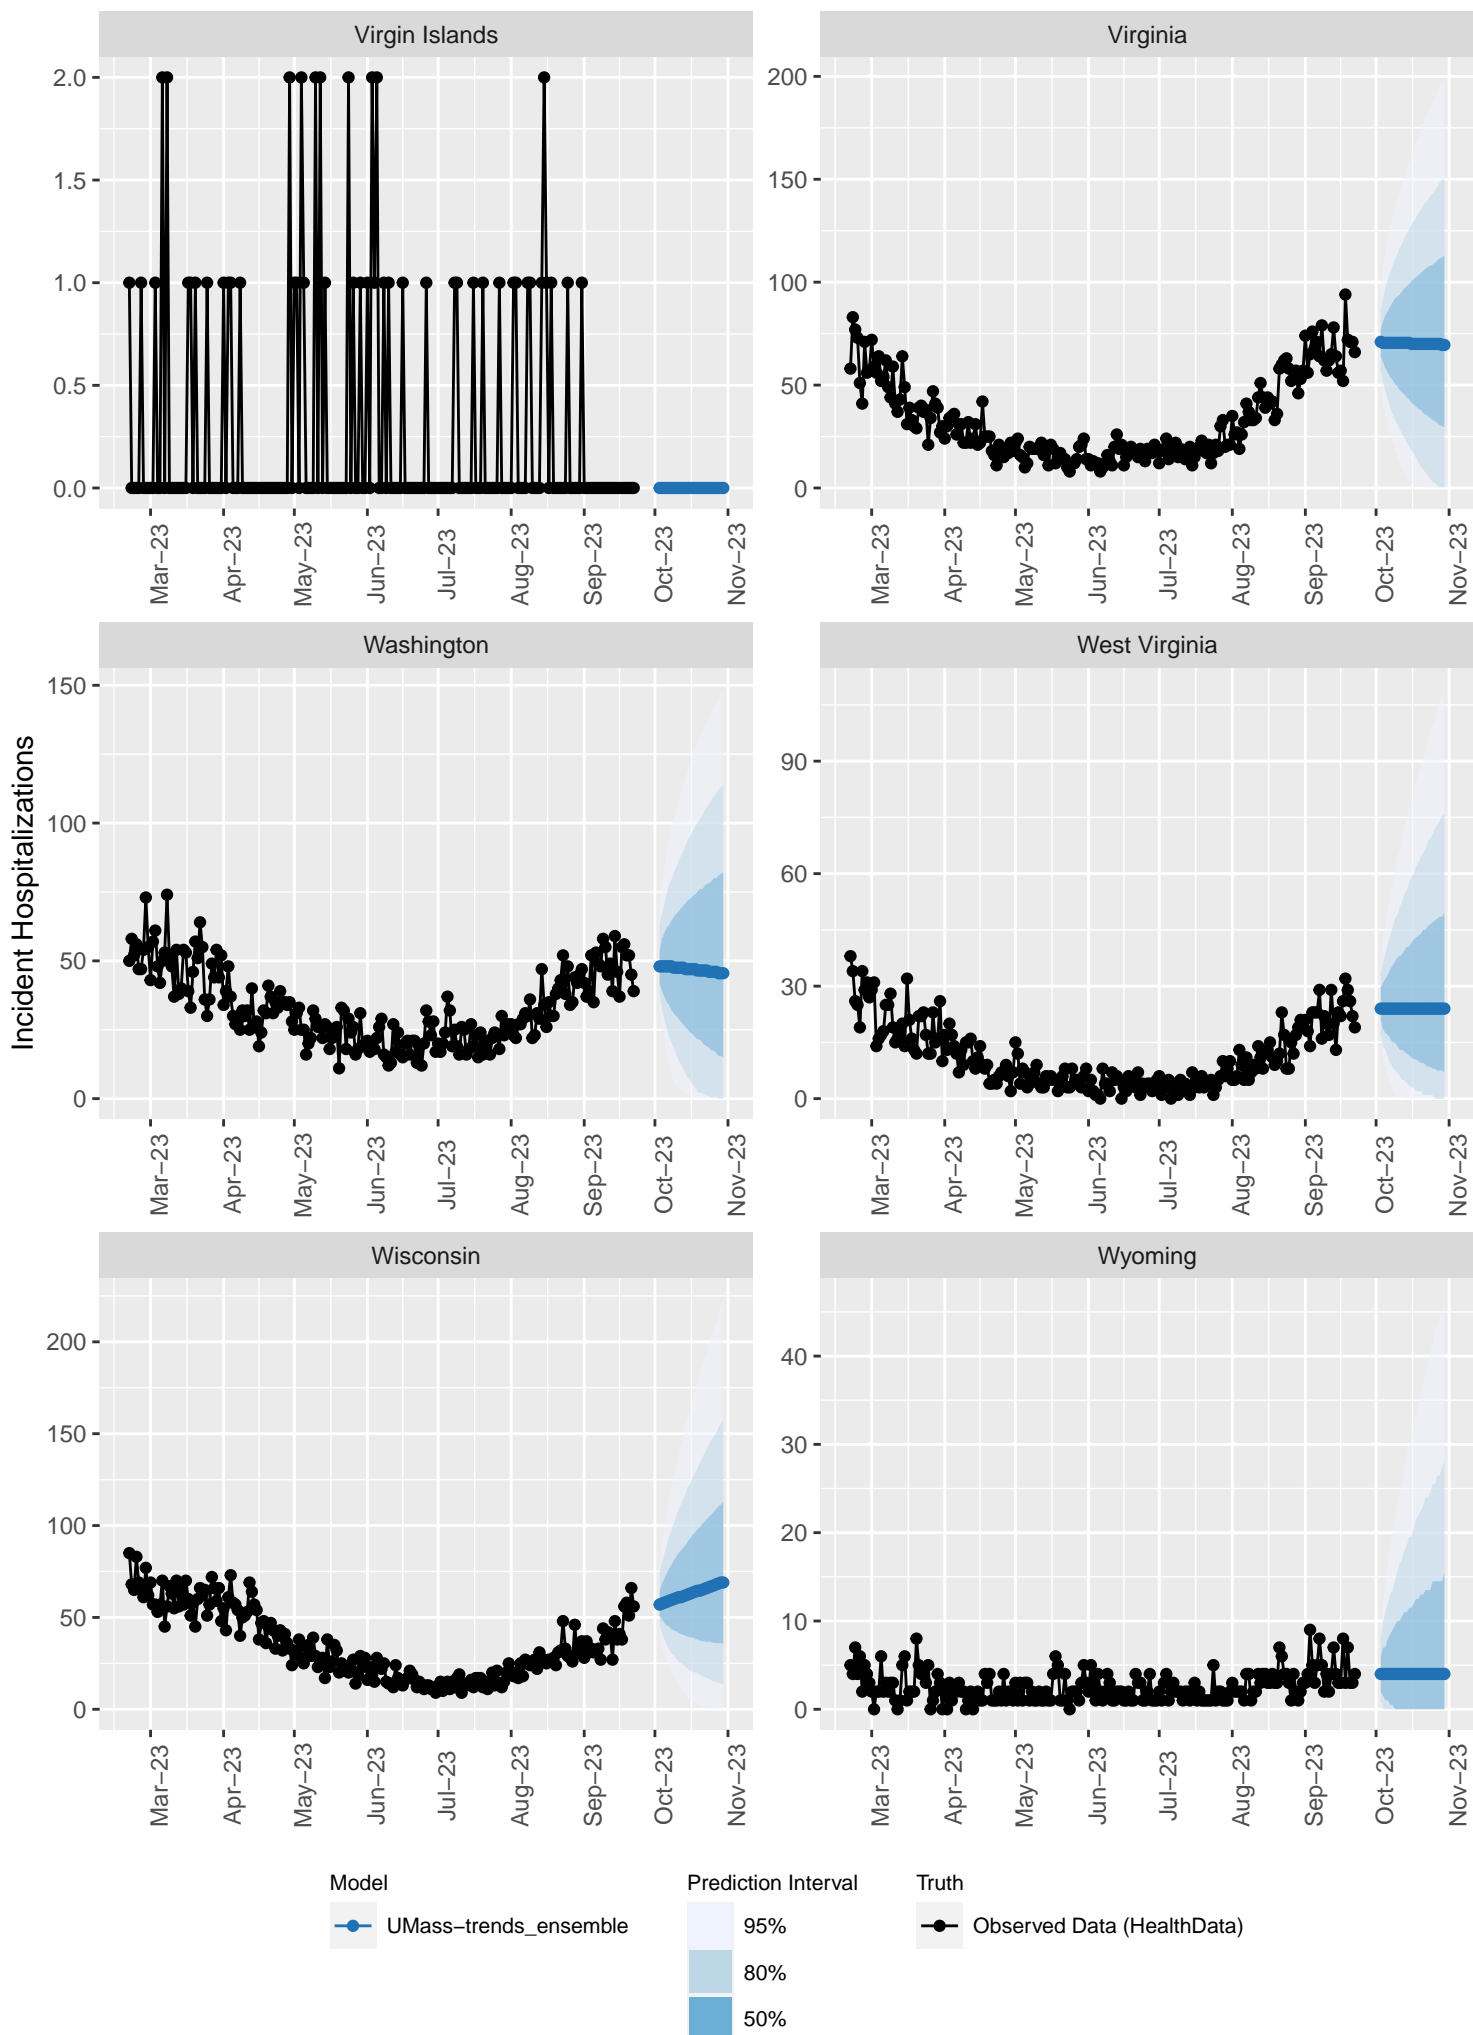 Virgin Islands
Virginia
2.0
1.5
1.0
0.5
0.0
200
150
100
50
0
Mar−23
Apr−23
May−23
Jun−23
Jul−23
Aug−23
Sep−23
Oct−23
Nov−23
Mar−23
Apr−23
May−23
Jun−23
Jul−23
Aug−23
Sep−23
Oct−23
Nov−23
Washington
West Virginia
Incident Hospitalizations
150
100
50
0
90
60
30
0
Mar−23
Apr−23
May−23
Jun−23
Jul−23
Aug−23
Sep−23
Oct−23
Nov−23
Mar−23
Apr−23
May−23
Jun−23
Jul−23
Aug−23
Sep−23
Oct−23
Nov−23
Wisconsin
Wyoming
200
150
100
50
0
40
30
20
10
0
Mar−23
Apr−23
May−23
Jun−23
Jul−23
Aug−23
Sep−23
Oct−23
Nov−23
Mar−23
Apr−23
May−23
Jun−23
Jul−23
Aug−23
Sep−23
Oct−23
Nov−23
Model
UMass−trends_ensemble
Prediction Interval
95%
80%
50%
Truth
Observed Data (HealthData)